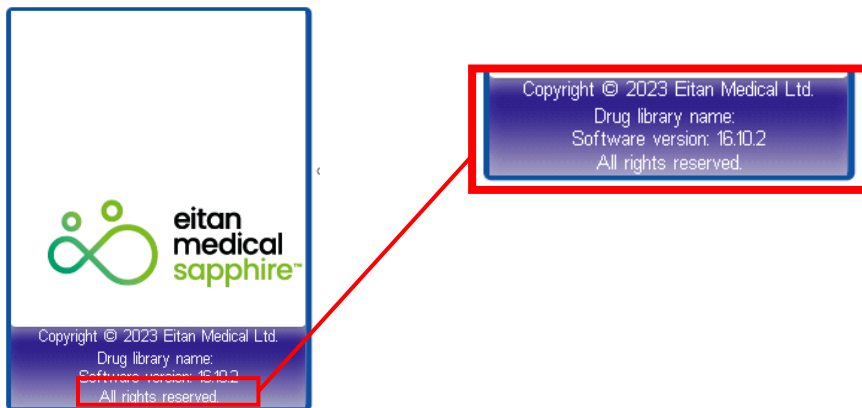 eitan
medical
sapphire™
Copyright © 2023 Eitan Medical Ltd.
Drug library name:
Software version: 16.10.2
All rights reserved.
Copyright © 2023 Eitan Medical Ltd.
Drug library name:
Software version: 16.10.2
All rights reserved.